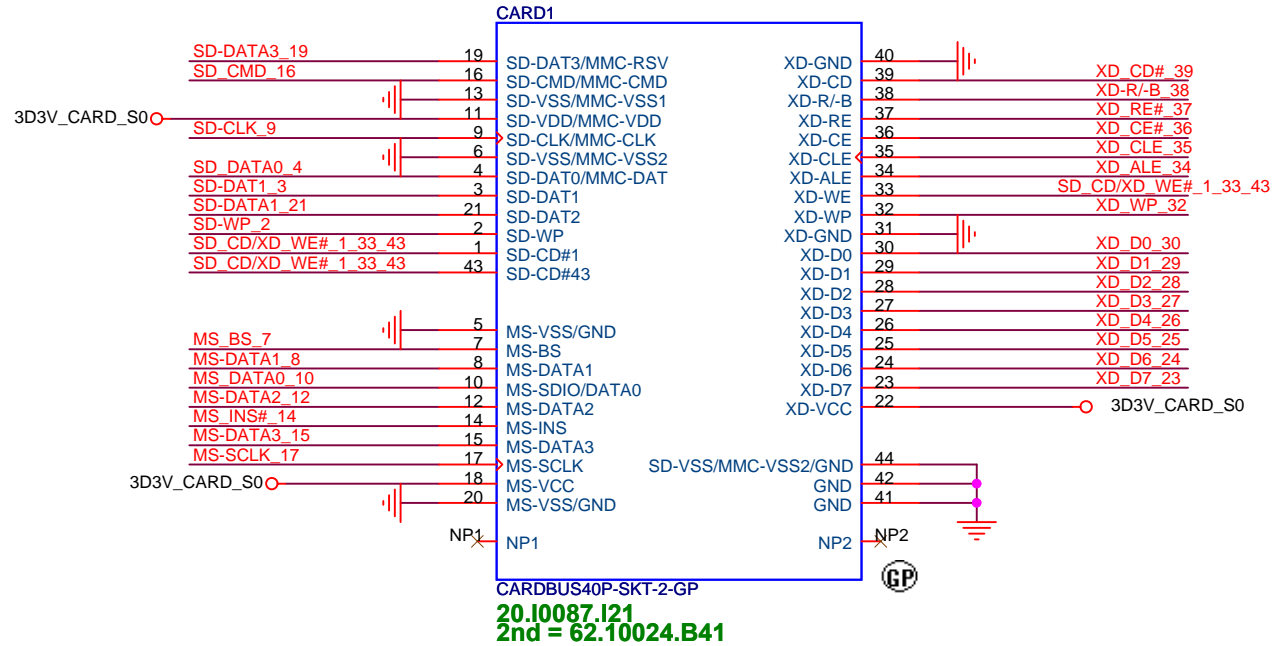 CARD1
SD-DATA3_19 19 SD-DAT3/MMC-RSV
SD_CMD_16 16 SD-CMD/MMC-CMD
13 SD-VSS/MMC-VSS1
3D3V_CARD_S0 11 SD-VDD/MMC-VDD
SD-CLK_9 9 SD-CLK/MMC-CLK
6 SD-VSS/MMC-VSS2
SD_DATA0_4 4 SD-DAT0/MMC-DAT
SD-DAT1_3 3 SD-DAT1
SD-DATA1_21 21 SD-DAT2
SD-WP_2 2 SD-WP
SD_CD/XD_WE#_1_33_43 1 SD-CD#1
SD_CD/XD_WE#_1_33_43 43 SD-CD#43
5 MS-VSS/GND
MS_BS_7 7 MS-BS
MS-DATA1_8 8 MS-DATA1
MS_DATA0_10 10 MS-SDIO/DATA0
MS-DATA2_12 12 MS-DATA2
MS_INS#_14 14 MS-INS
MS-DATA3_15 15 MS-DATA3
MS-SCLK_17 17 MS-SCLK
3D3V_CARD_S0 18 MS-VCC
20 MS-VSS/GND
NP1 NP1
XD-GND 40
XD-CD 39 XD_CD#_39
XD-R/-B 38 XD-R/-B_38
XD-RE 37 XD_RE#_37
XD-CE 36 XD_CE#_36
XD-CLE 35 XD_CLE_35
XD-ALE 34 XD_ALE_34
XD-WE 33 SD_CD/XD_WE#_1_33_43
XD-WP 32 XD_WP_32
XD-GND 31
XD-D0 30 XD_D0_30
XD-D1 29 XD_D1_29
XD-D2 28 XD_D2_28
XD-D3 27 XD_D3_27
XD-D4 26 XD_D4_26
XD-D5 25 XD_D5_25
XD-D6 24 XD_D6_24
XD-D7 23 XD_D7_23
XD-VCC 22 3D3V_CARD_S0
SD-VSS/MMC-VSS2/GND 44
GND 42
GND 41
NP2 NP2
GP
CARDBUS40P-SKT-2-GP
20.I0087.I21
2nd = 62.10024.B41